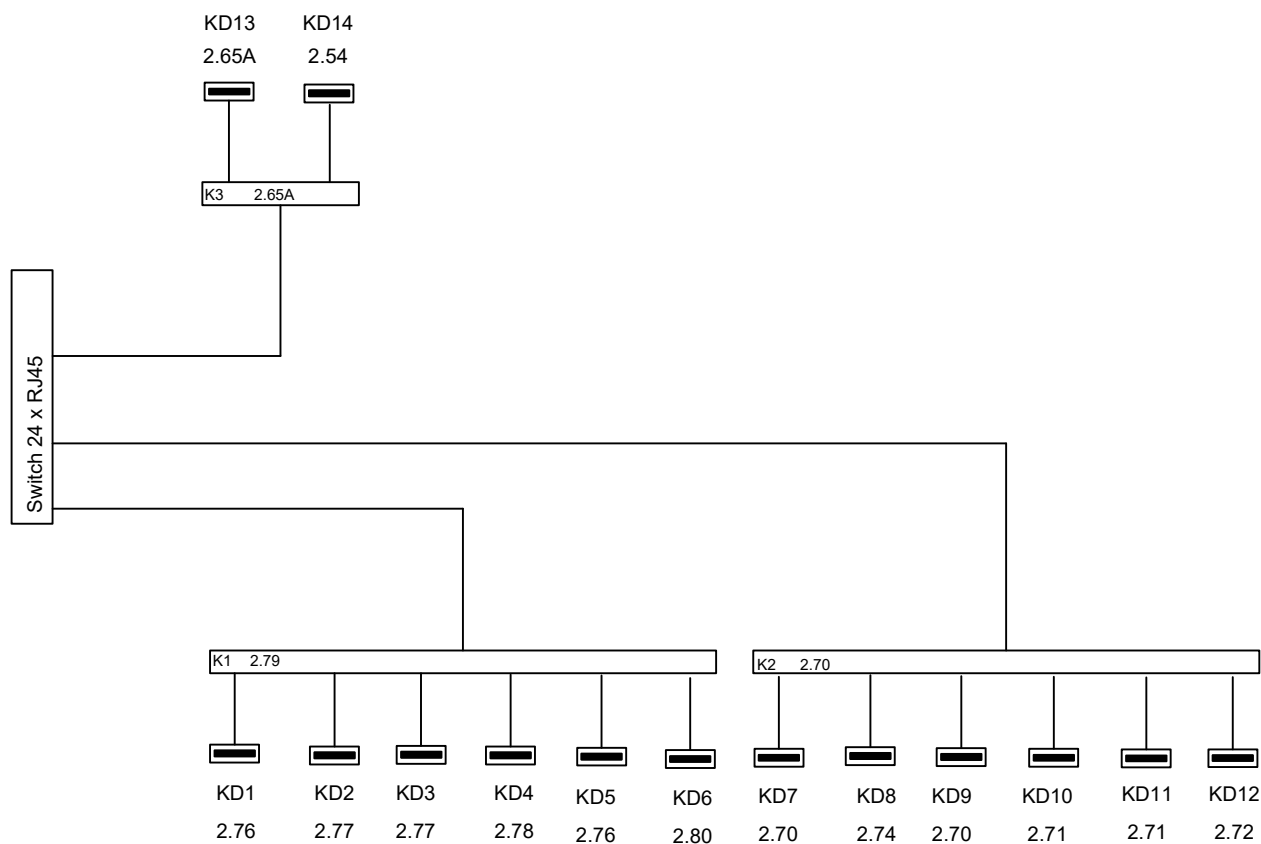 KD13 KD14
2.65A 2.54
K3 2.65A
Switch 24 x RJ45
K1 2.79
K2 2.70
KD1 KD2 KD3 KD4 KD5 KD6 KD7 KD8 KD9 KD10 KD11 KD12
2.76 2.77 2.77 2.78 2.76 2.80 2.70 2.74 2.70 2.71 2.71 2.72